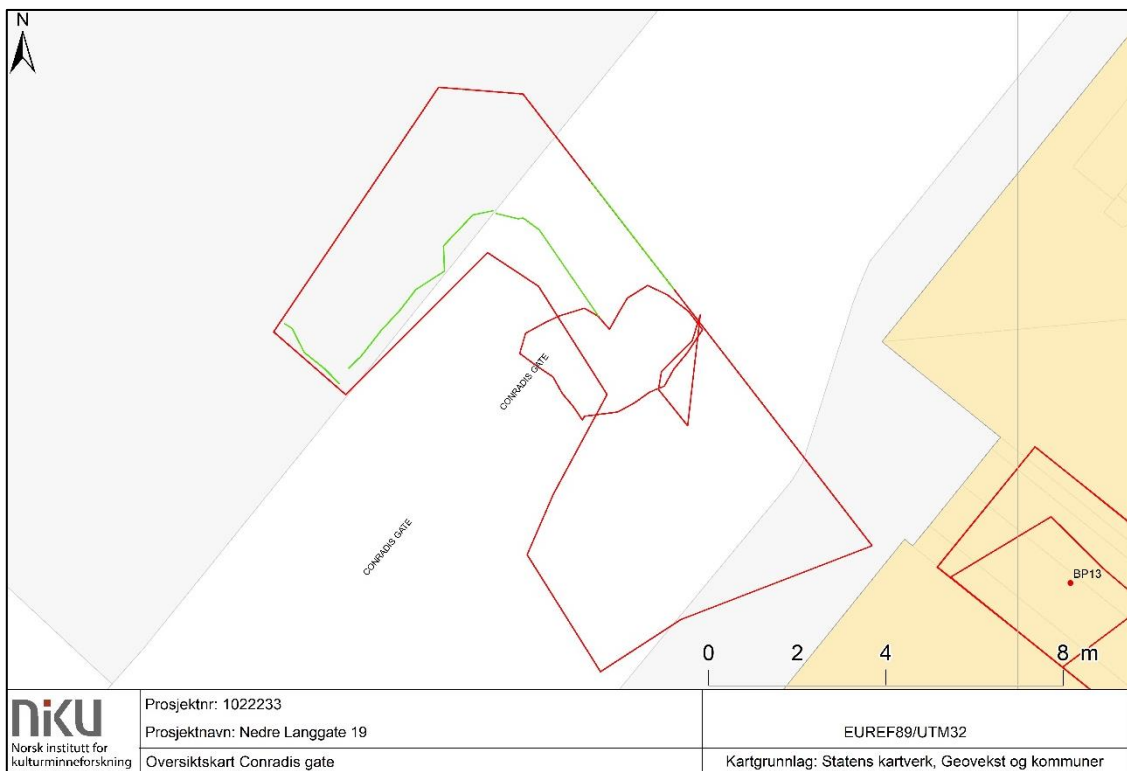 N
CONRADIS GATE
CONRADIS GATE
BP13
0 2 4 8 m
niku
Norsk institutt for
kulturminneforskning
Prosjektnr: 1022233
Prosjektnavn: Nedre Langgate 19
Oversiktskart Conradis gate
EUREF89/UTM32
Kartgrunnlag: Statens kartverk, Geovekst og kommuner